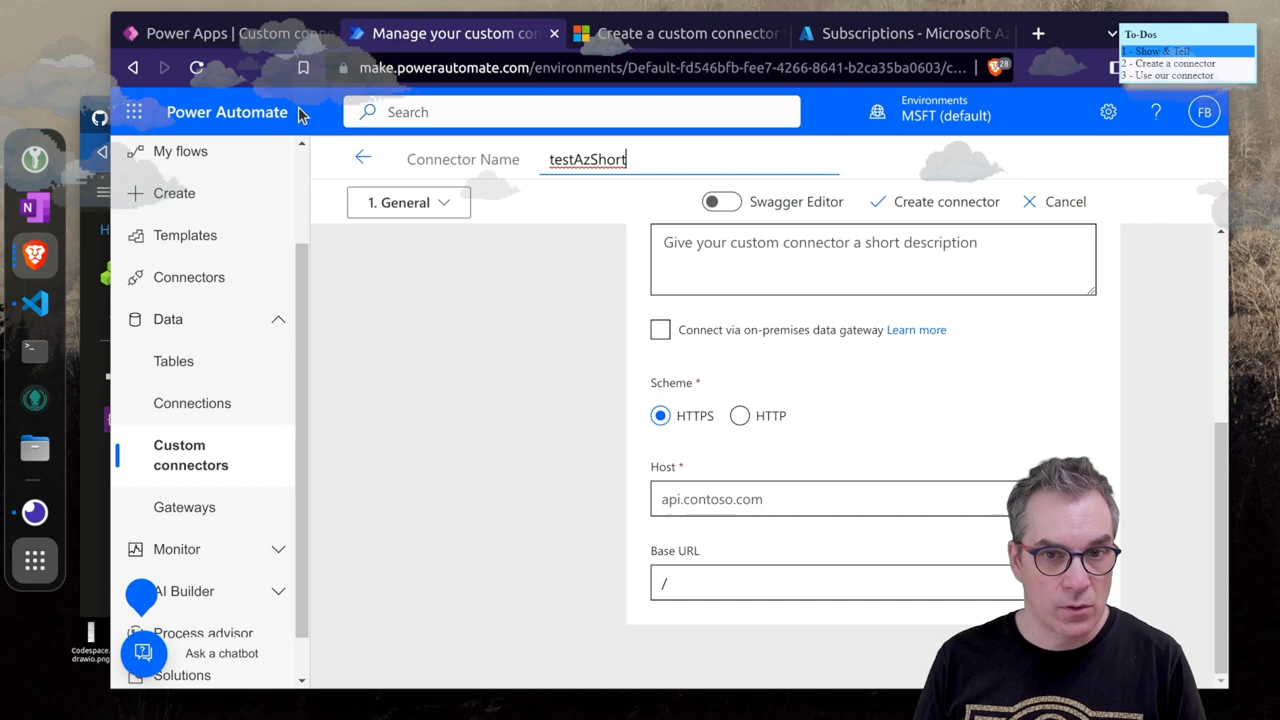 Power Apps | Custom conn
Manage your custom con
Create a custom connector
Subscriptions - Microsoft Az
To-Dos
1 - Show & Tell
2 - Create a connector
3 - Use our connector
make.powerautomate.com/environments/Default-fd546bfb-fee7-4266-8641-b2ca35ba0603/c...
28
Power Automate
Search
Environments
MSFT (default)
FB
My flows
Create
Templates
Connectors
Data
Tables
Connections
Custom
connectors
Gateways
Monitor
AI Builder
Process advisor
Ask a chatbot
Solutions
Connector Name
testAzShort
1. General
Swagger Editor
Create connector
Cancel
Give your custom connector a short description
Connect via on-premises data gateway Learn more
Scheme *
HTTPS
HTTP
Host *
api.contoso.com
Base URL
/
Codespace.
drawio.png